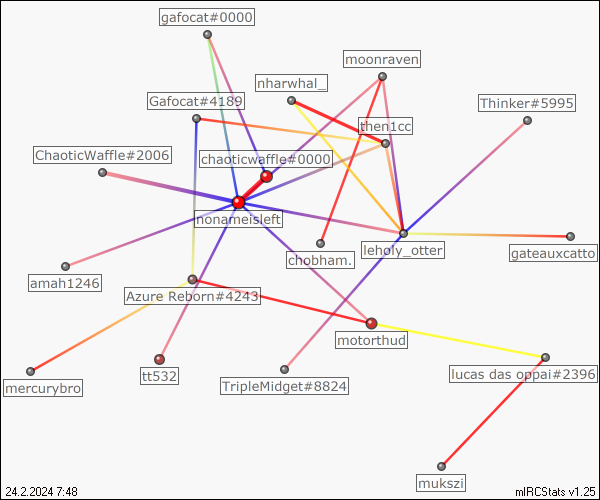 gafocat#0000
moonraven
nharwhal_
Gafocat#4189
Thinker#5995
then1cc
ChaoticWaffle#2006
chaoticwaffle#0000
nonameisleft
chobham.
leholy_otter
gateauxcatto
amah1246
Azure Reborn#4243
motorthud
mercurybro
tt532
TripleMidget#8824
lucas das oppai#2396
mukszi
24.2.2024 7:48
mIRCStats v1.25